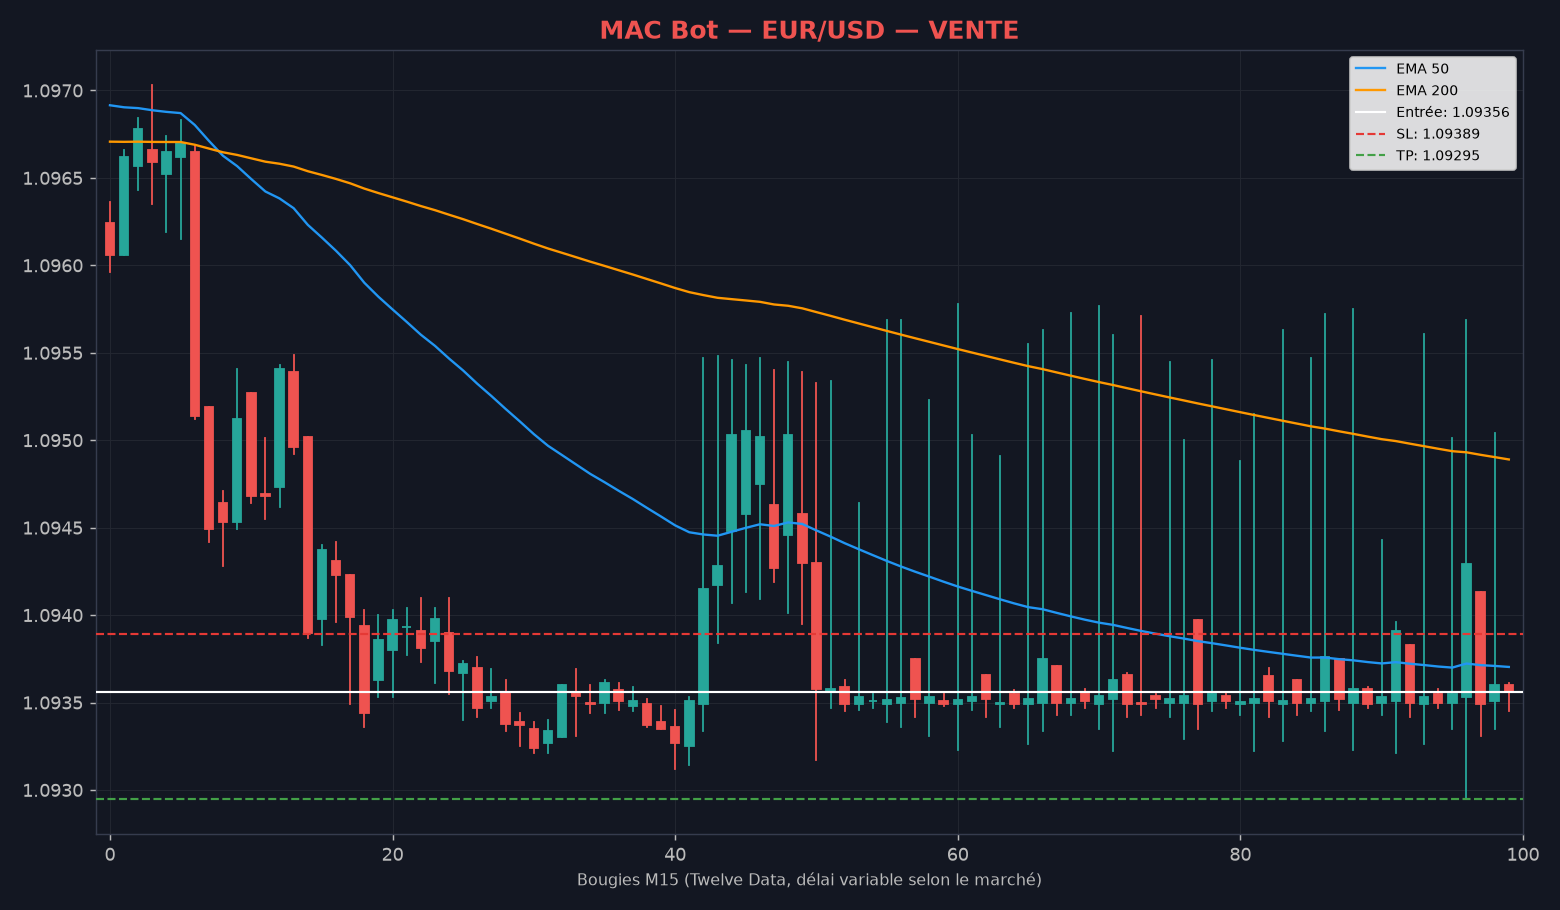 MAC Bot — EUR/USD — VENTE
EMA 50
EMA 200
Entrée: 1.09356
SL: 1.09389
TP: 1.09295
1.0970
1.0965
1.0960
1.0955
1.0950
1.0945
1.0940
1.0935
1.0930
0 20 40 60 80 100
Bougies M15 (Twelve Data, délai variable selon le marché)